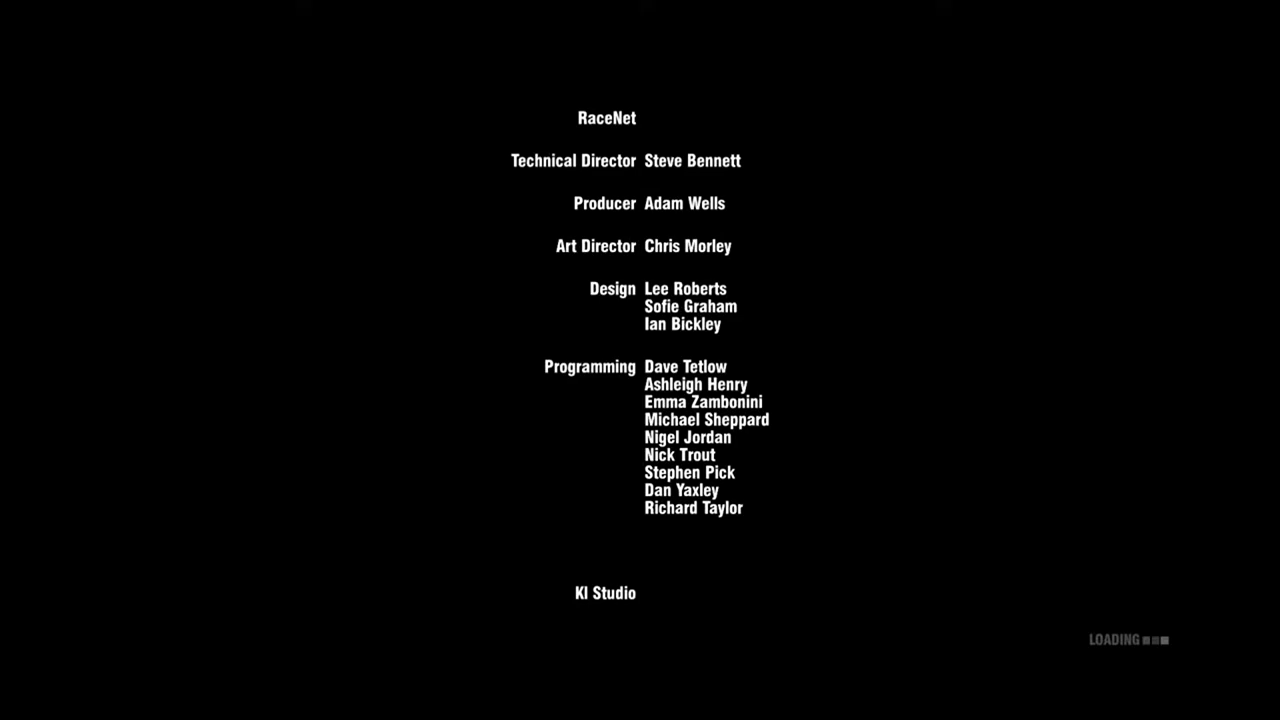 RaceNet
Technical Director Steve Bennett
Producer Adam Wells
Art Director Chris Morley
Design Lee Roberts
Sofie Graham
Ian Bickley
Programming Dave Tetlow
Ashleigh Henry
Emma Zambonini
Michael Sheppard
Nigel Jordan
Nick Trout
Stephen Pick
Dan Yaxley
Richard Taylor
KI Studio
LOADING